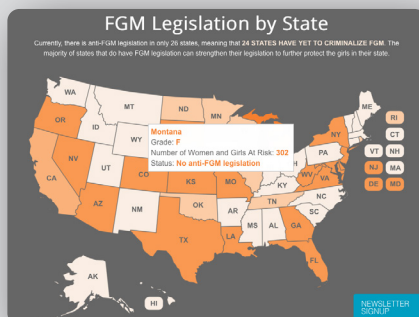 FGM Legislation by State
Currently, there is anti-FGM legislation in only 26 states, meaning that 24 STATES HAVE YET TO CRIMINALIZE FGM. The
majority of states that do have FGM legislation can strengthen their legislation to further protect the girls in their state.
WA
MT
ND
MN
ME
OR
ID
WY
NY
RI
CT
VT
NH
NJ
MA
DE
MD
Montana
Grade: F
Number of Women and Girls At Risk: 302
Status: No anti-FGM legislation
PA
NV
UT
CO
KS
MO
KY
WV
VA
CA
AZ
NM
OK
AR
TN
NC
SC
MS
AL
GA
TX
LA
FL
AK
HI
NEWSLETTER
SIGNUP